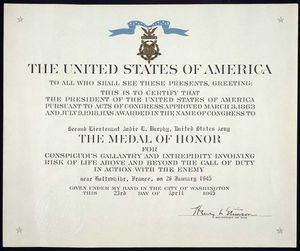 THE UNITED STATES OF AMERICA
TO ALL WHO SHALL SEE THESE PRESENTS, GREETING:
THIS IS TO CERTIFY THAT
THE PRESIDENT OF THE UNITED STATES OF AMERICA
PURSUANT TO ACTS OF CONGRESS APPROVED MARCH 3, 1863
AND JULY 9, 1918, HAS AWARDED IN THE NAME OF CONGRESS TO
Second Lieutenant Audie L. Murphy, United States Army
THE MEDAL OF HONOR
FOR
CONSPICUOUS GALLANTRY AND INTREPIDITY INVOLVING
RISK OF LIFE ABOVE AND BEYOND THE CALL OF DUTY
IN ACTION WITH THE ENEMY
near Holtzwihr, France, on 26 January 1945
GIVEN UNDER MY HAND IN THE CITY OF WASHINGTON
THIS 23rd DAY OF April 1945
Henry L. Stimson